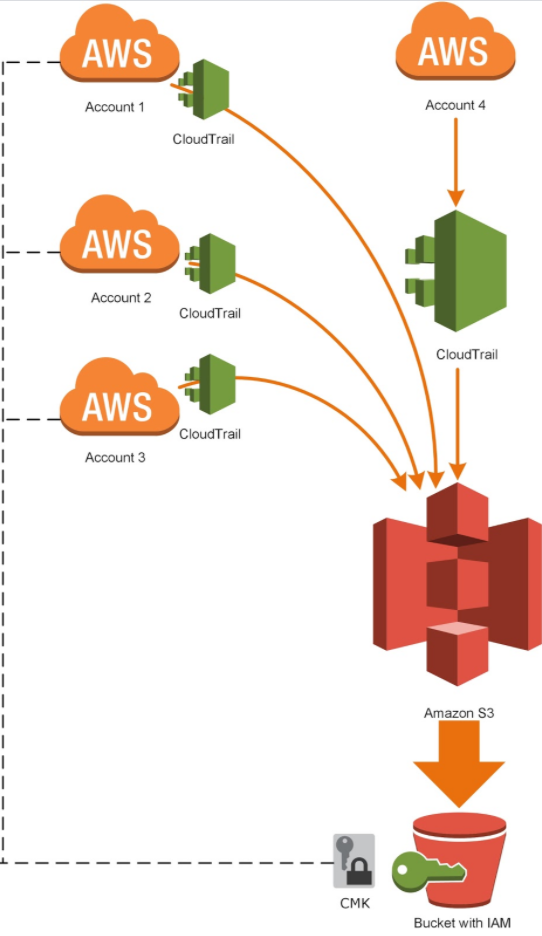 AWS
Account 1
CloudTrail
AWS
Account 4
AWS
Account 2
CloudTrail
CloudTrail
AWS
Account 3
CloudTrail
Amazon S3
CMK
Bucket with IAM